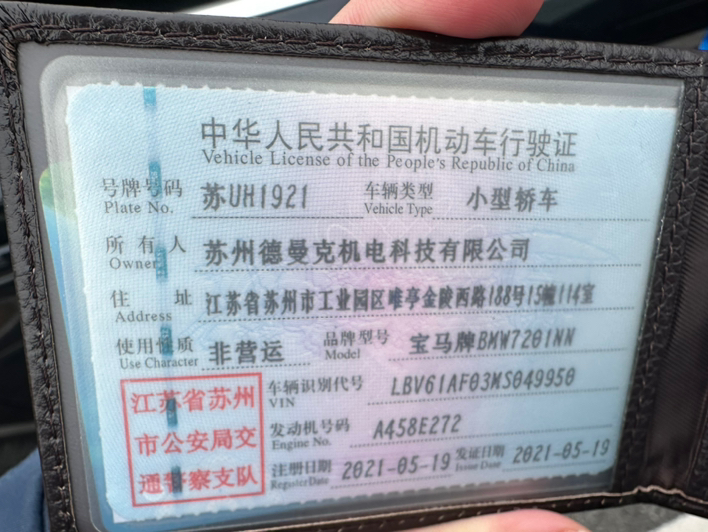 中华人民共和国机动车行驶证
Vehicle License of the People's Republic of China
号牌号码 苏UH1921 车辆类型 小型轿车
Plate No. Vehicle Type
所有人 苏州德曼克机电科技有限公司
Owner
住址 江苏省苏州市工业园区唯亭金陵西路188号15幢114室
Address
使用性质 非营运 品牌型号 宝马牌BMW7201NN
Use Character Model
江苏省苏州
市公安局交
通警察支队
车辆识别代号 LBV61AF03MS049950
VIN
发动机号码 A458E272
Engine No.
注册日期 2021-05-19 发证日期 2021-05-19
Register Date Issue Date